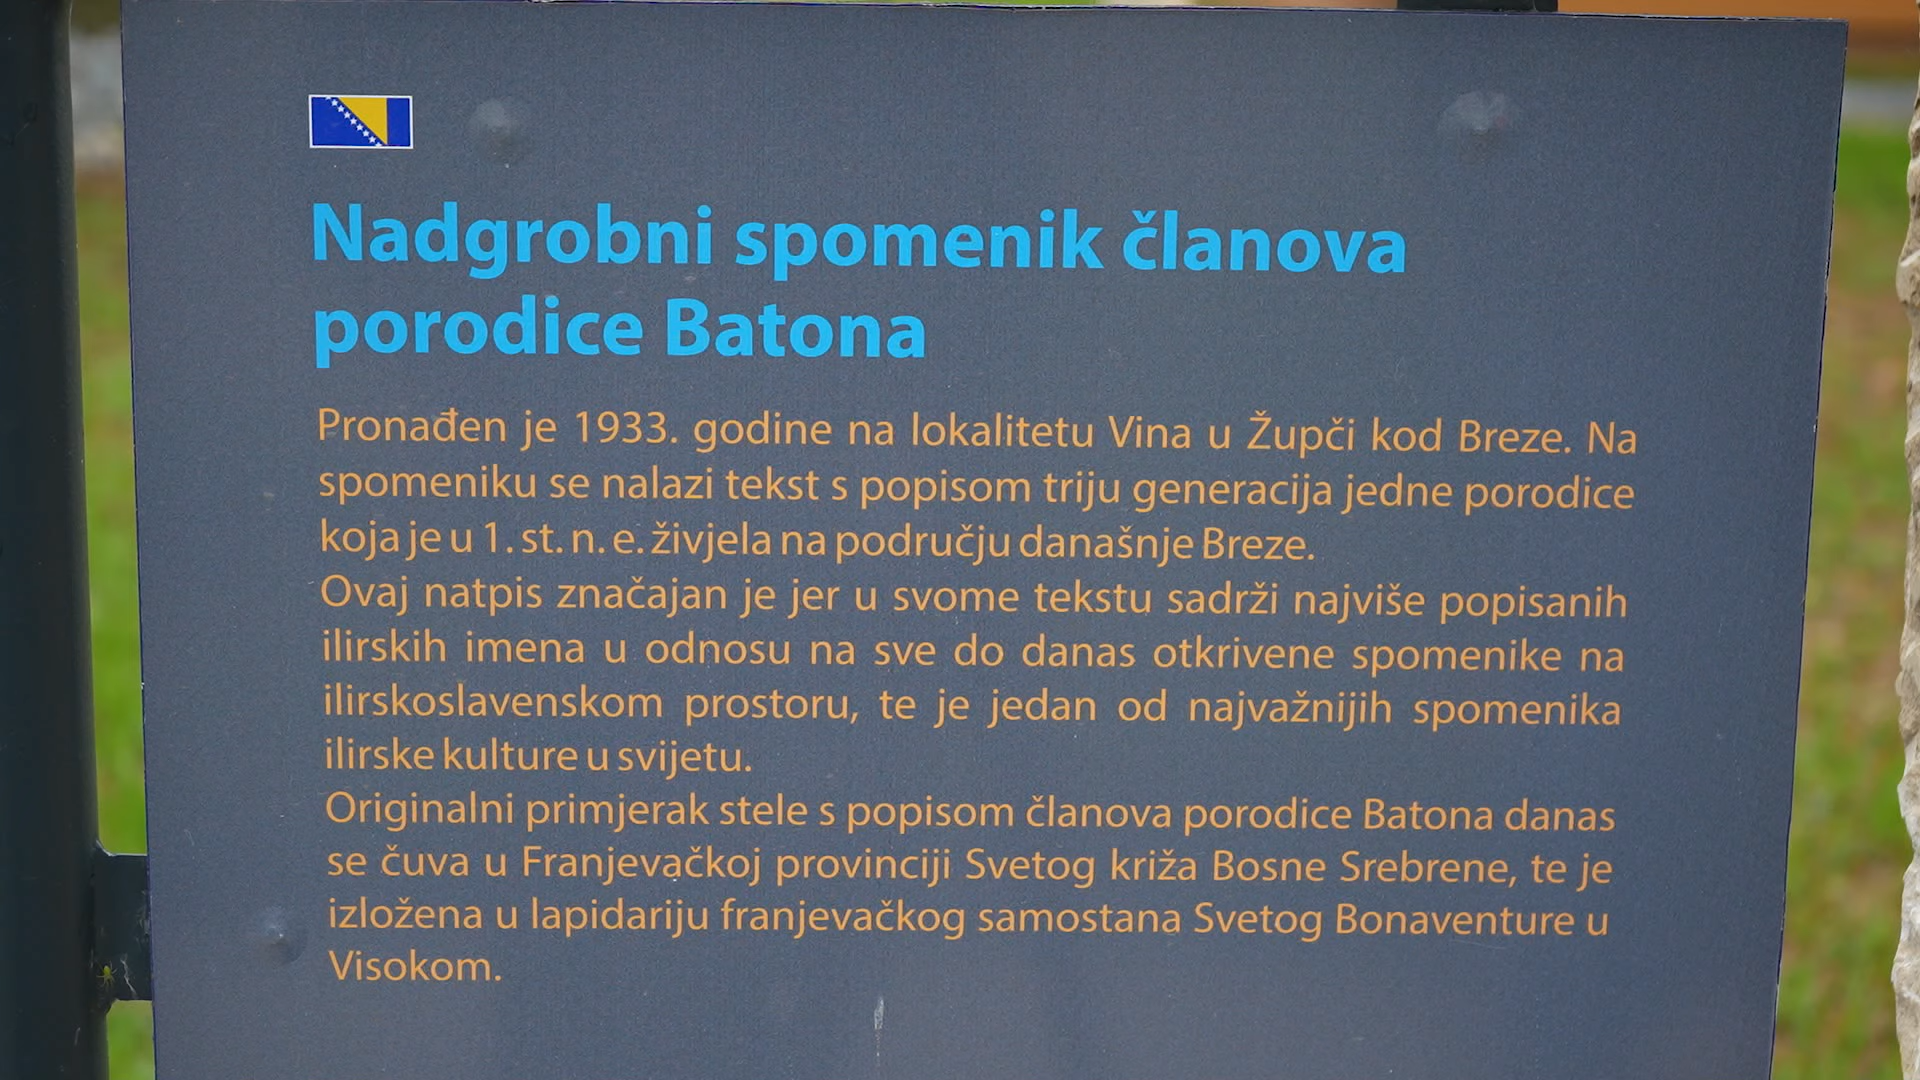 Nadgrobni spomenik članova
porodice Batona
Pronađen je 1933. godine na lokalitetu Vina u Župči kod Breze. Na
spomeniku se nalazi tekst s popisom triju generacija jedne porodice
koja je u 1. st. n. e. živjela na području današnje Breze.
Ovaj natpis značajan je jer u svome tekstu sadrži najviše popisanih
ilirskih imena u odnosu na sve do danas otkrivene spomenike na
ilirskoslavenskom prostoru, te je jedan od najvažnijih spomenika
ilirske kulture u svijetu.
Originalni primjerak stele s popisom članova porodice Batona danas
se čuva u Franjevačkoj provinciji Svetog križa Bosne Srebrene, te je
izložena u lapidariju franjevačkog samostana Svetog Bonaventure u
Visokom.